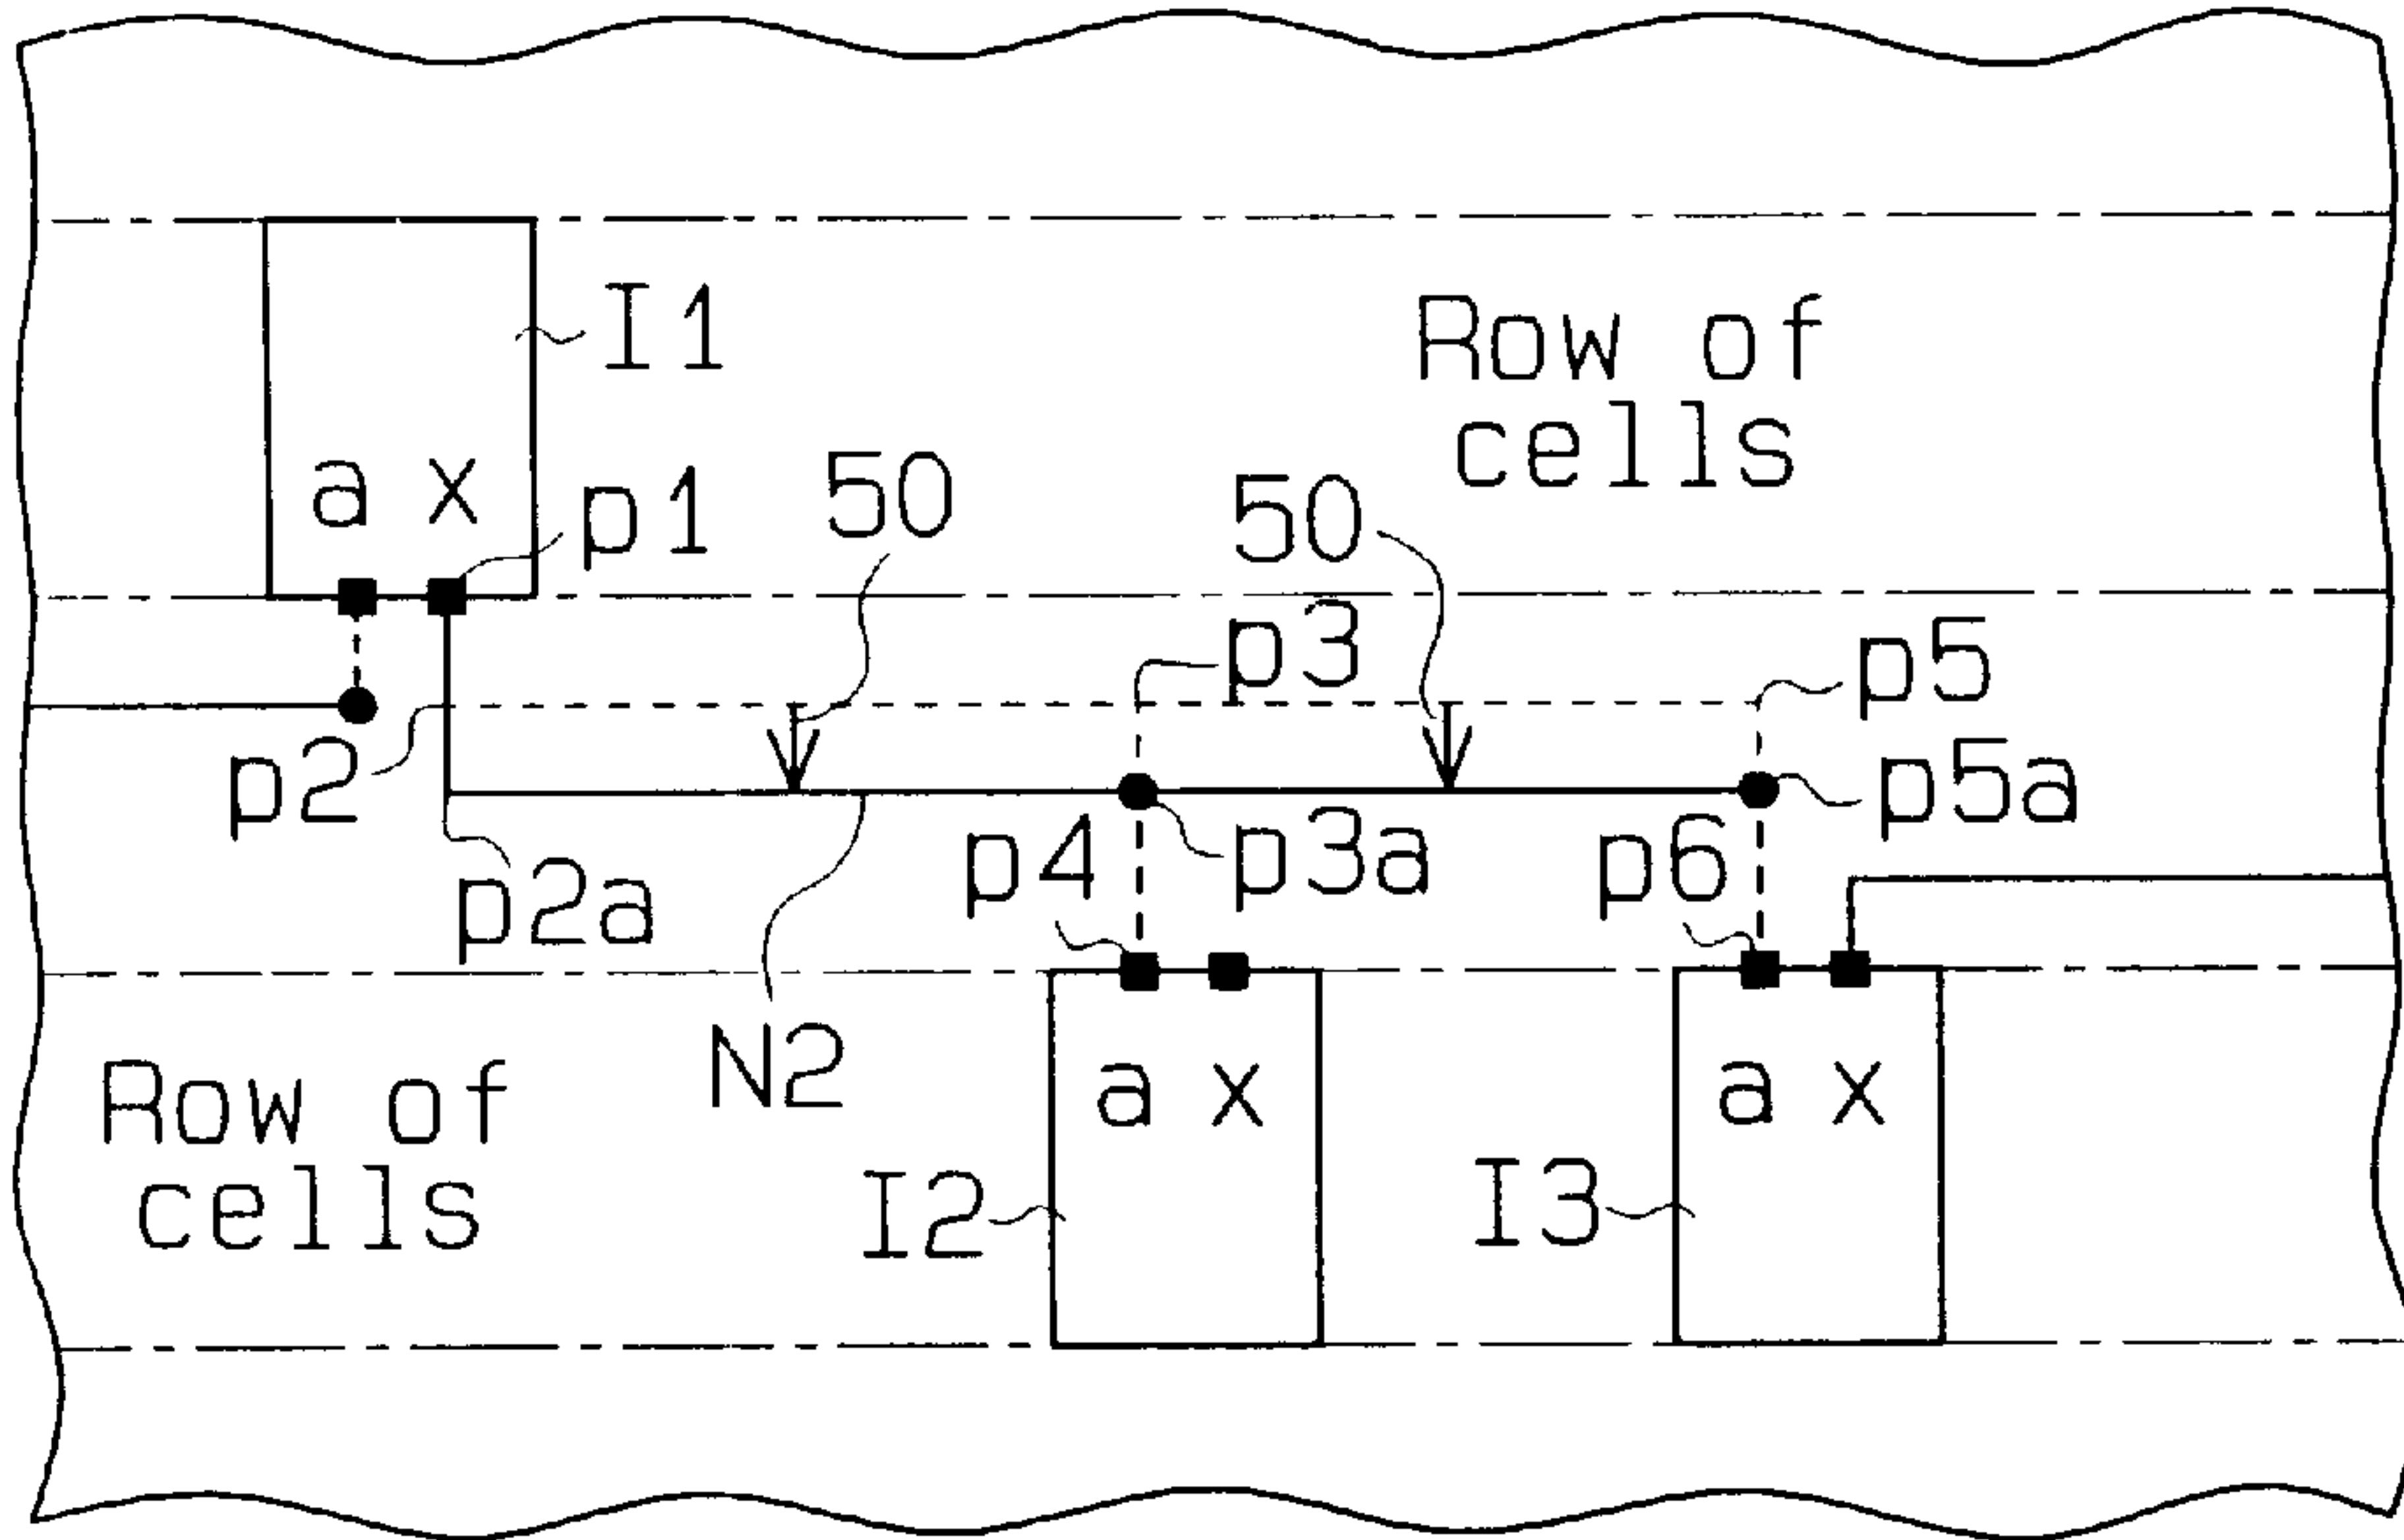 I1
Row of
cells
a x
p1
50
50
p3
p5
p2
p5a
p4
p3a
p6
p2a
N2
Row of
cells
a x
a x
I2
I3